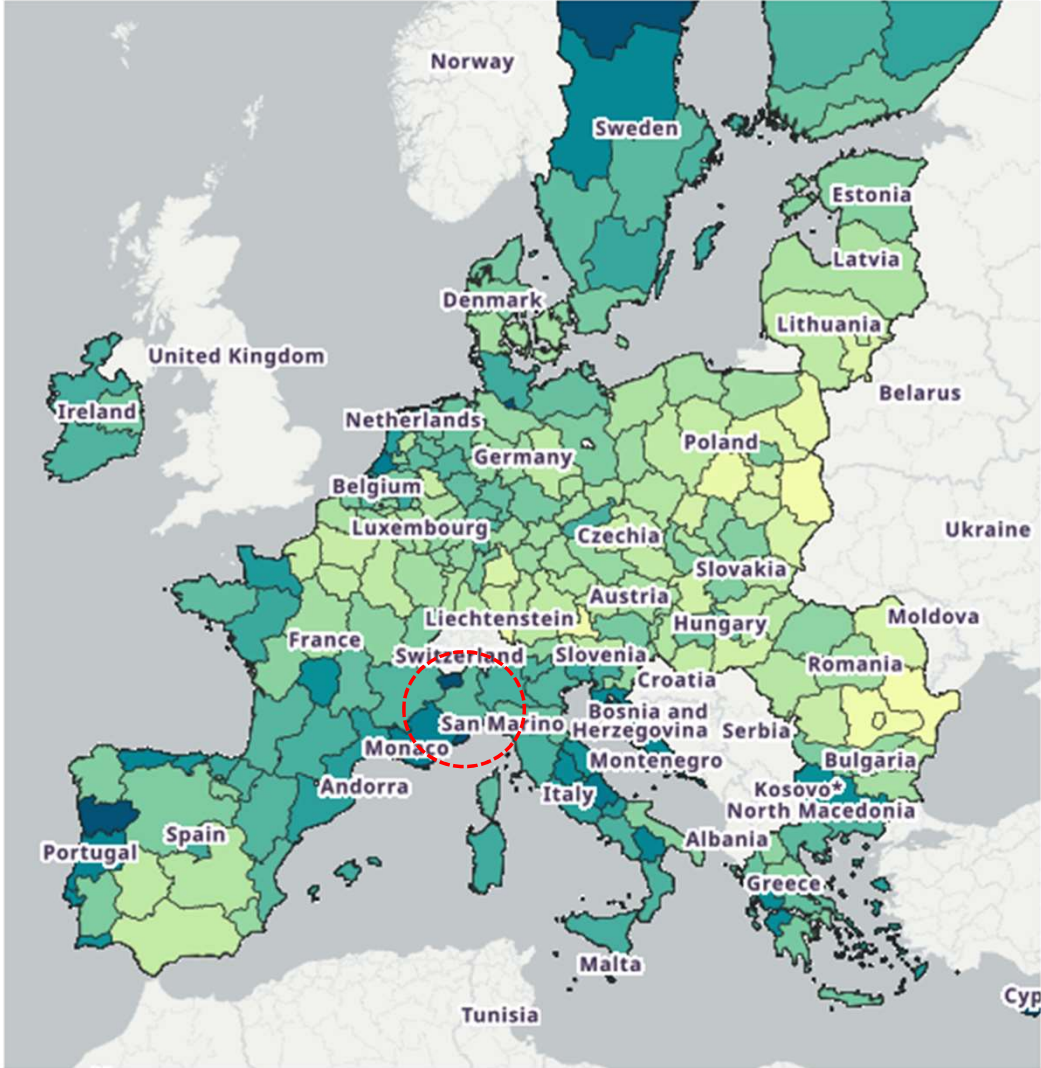 Norway
Sweden
Estonia
Latvia
Denmark
Lithuania
United Kingdom
Belarus
Ireland
Netherlands
Poland
Germany
Belgium
Luxembourg
Czechia
Ukraine
Slovakia
Austria
Liechtenstein
Hungary
Moldova
France
Switzerland
Slovenia
Romania
Croatia
San Marino
Bosnia and
Herzegovina
Serbia
Monaco
Montenegro
Bulgaria
Andorra
Italy
Kosovo*
North Macedonia
Spain
Albania
Portugal
Greece
Malta
Cyp
Tunisia